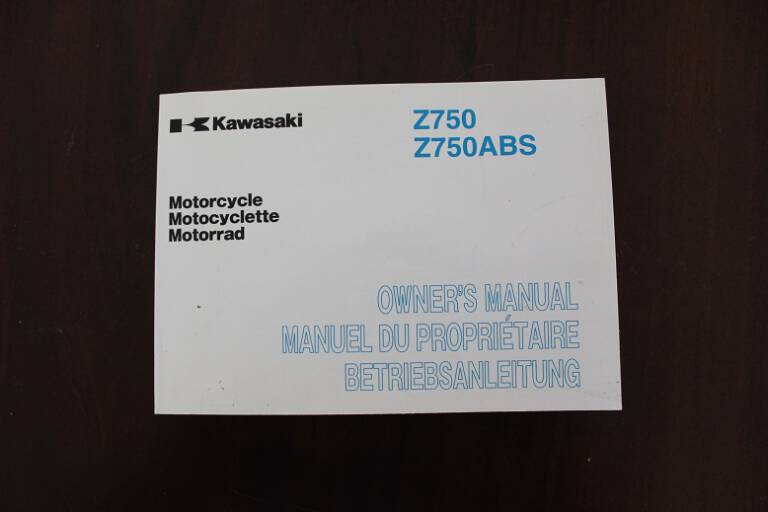 Kawasaki
Z750
Z750ABS
Motorcycle
Motocyclette
Motorrad
OWNER'S MANUAL
MANUEL DU PROPRIÉTAIRE
BETRIEBSANLEITUNG